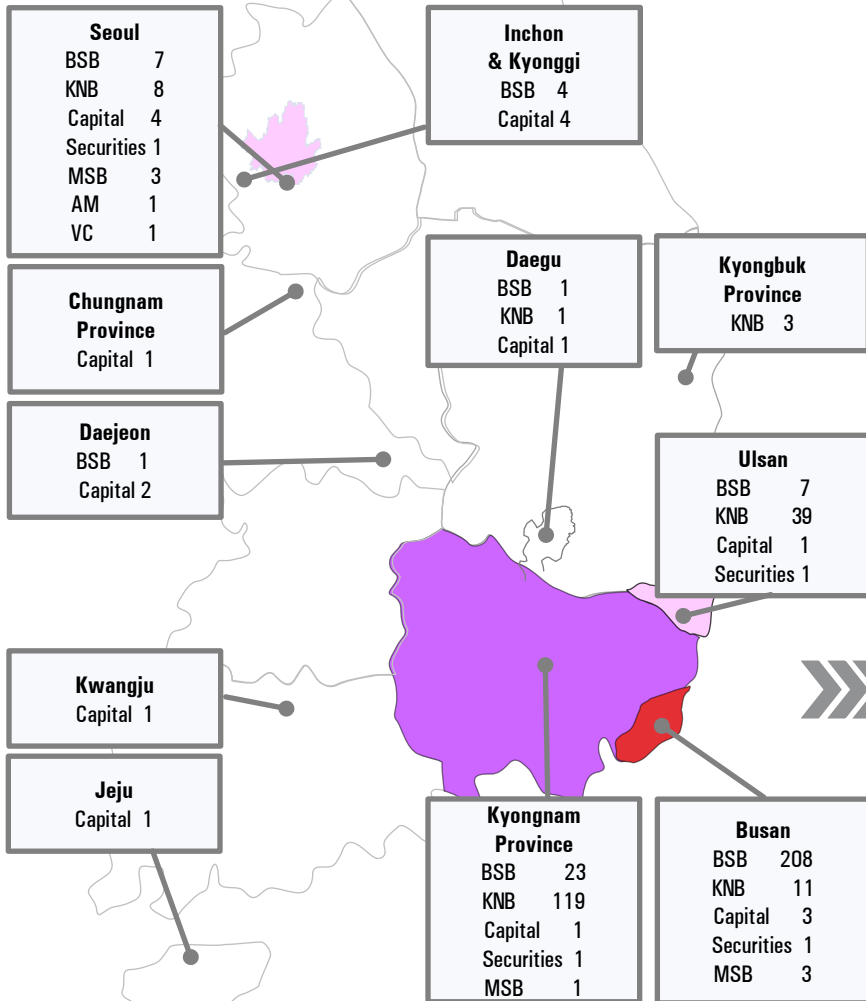 Seoul
BSB 7
KNB 8
Capital 4
Securities 1
MSB 3
AM 1
VC 1
Inchon
& Kyonggi
BSB 4
Capital 4
Chungnam
Province
Capital 1
Daegu
BSB 1
KNB 1
Capital 1
Kyongbuk
Province
KNB 3
Daejeon
BSB 1
Capital 2
Ulsan
BSB 7
KNB 39
Capital 1
Securities 1
Kwangju
Capital 1
Jeju
Capital 1
Kyongnam
Province
BSB 23
KNB 119
Capital 1
Securities 1
MSB 1
Busan
BSB 208
KNB 11
Capital 3
Securities 1
MSB 3